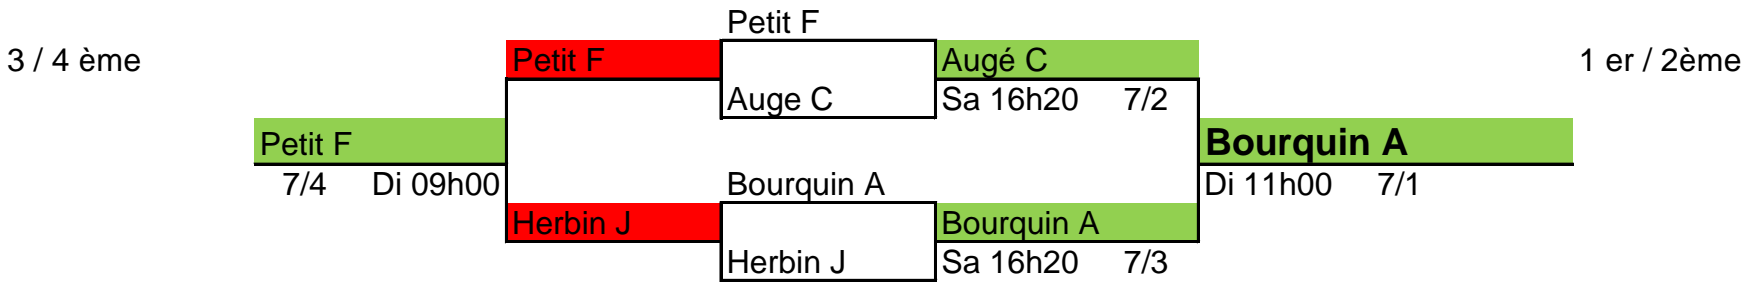 Petit F
3 / 4 ème Petit F Augé C 1 er / 2ème
Auge C Sa 16h20 7/2
Petit F Bourquin A
7/4 Di 09h00 Bourquin A Di 11h00 7/1
Herbin J Bourquin A
Herbin J Sa 16h20 7/3